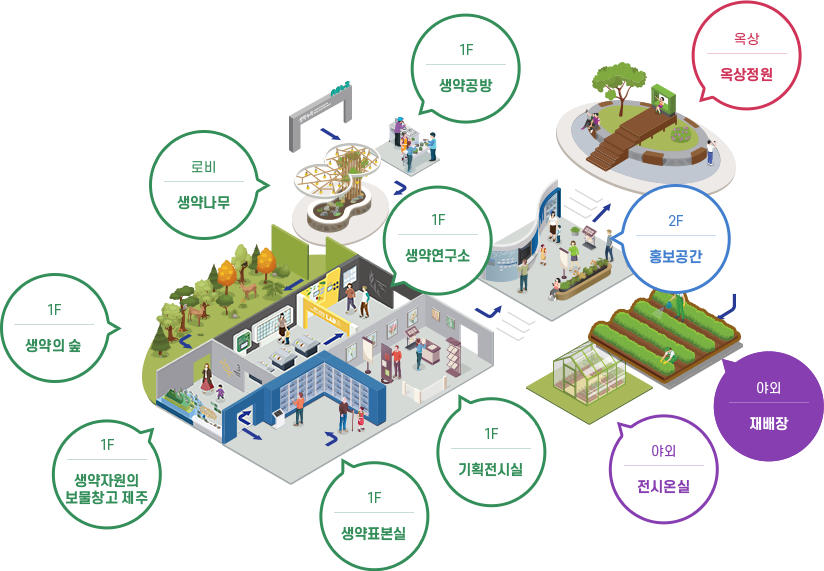 1F
생약공방
옥상
옥상정원
로비
생약나무
1F
생약연구소
2F
홍보공간
1F
생약의 숲
야외
재배장
1F
생약자원의
보물창고 제주
1F
기획전시실
야외
전시온실
1F
생약표본실